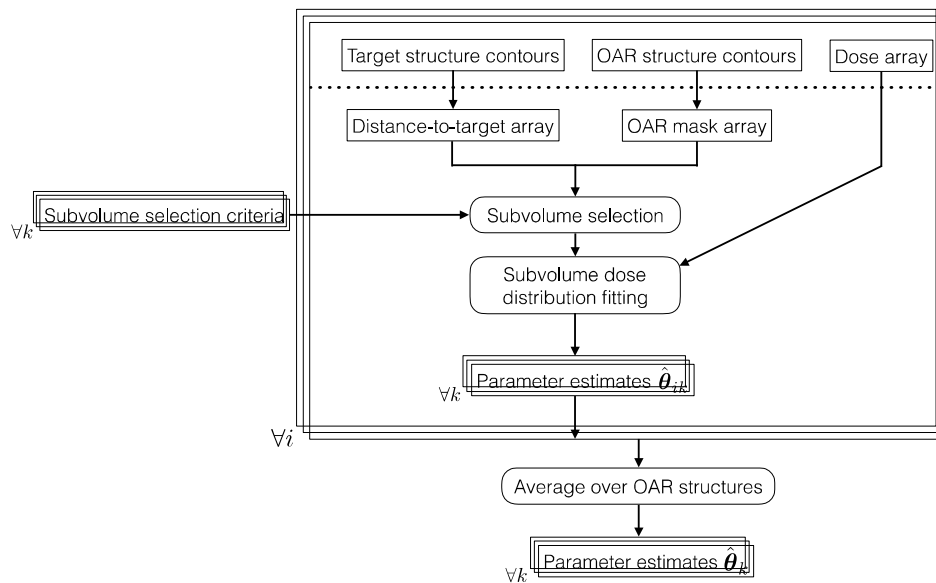 Target structure contours
OAR structure contours
Dose array
Distance-to-target array
OAR mask array
Subvolume selection criteria
∀k
Subvolume selection
Subvolume dose
distribution fitting
Parameter estimates θ̂ᵢₖ
∀k
∀i
Average over OAR structures
Parameter estimates θ̂ₖ
∀k